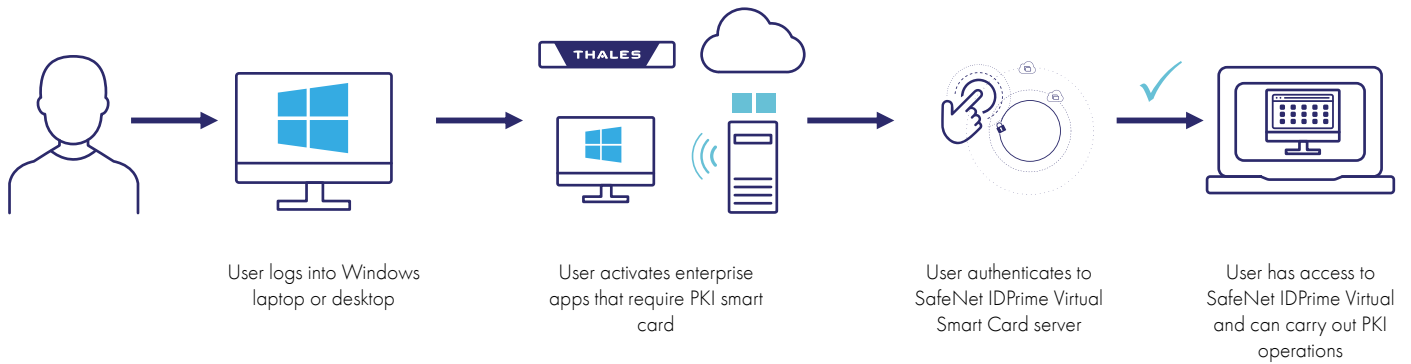 THALES
User logs into Windows
laptop or desktop
User activates enterprise
apps that require PKI smart
card
User authenticates to
SafeNet IDPrime Virtual
Smart Card server
User has access to
SafeNet IDPrime Virtual
and can carry out PKI
operations